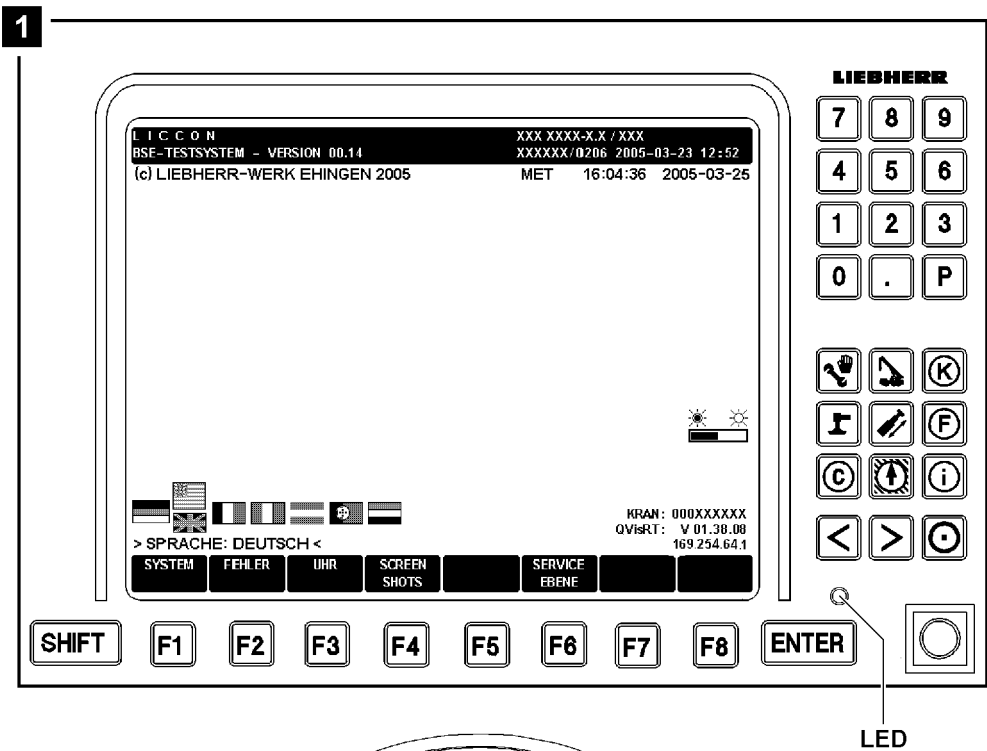 1
LIEBHERR
LICCON XXX XXXX-X.X / XXX
BSE-TESTSYSTEM - VERSION 00.14 XXXXXX/0206 2005-03-23 12:52
(c) LIEBHERR-WERK EHINGEN 2005 MET 16:04:36 2005-03-25
KRAN: 000XXXXXX
QVisRT: V 01.38.08
> SPRACHE: DEUTSCH < 169.254.64.1
SYSTEM FEHLER UHR SCREEN SHOTS SERVICE EBENE
7 8 9
4 5 6
1 2 3
0 . P
K
F
C i
< >
SHIFT F1 F2 F3 F4 F5 F6 F7 F8 ENTER
LED